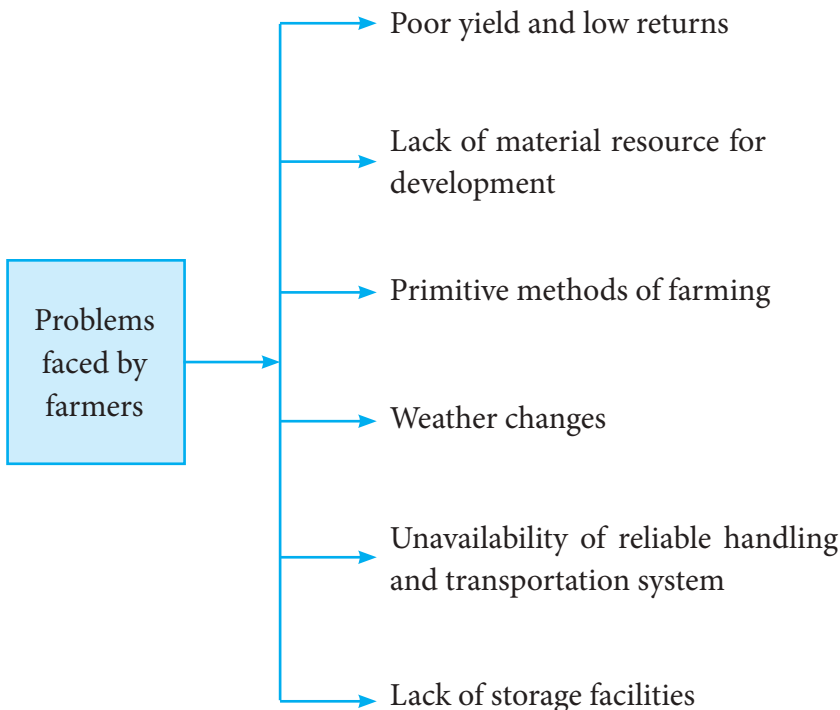 Poor yield and low returns
Lack of material resource for
development
Primitive methods of farming
Problems
faced by
farmers
Weather changes
Unavailability of reliable handling
and transportation system
Lack of storage facilities